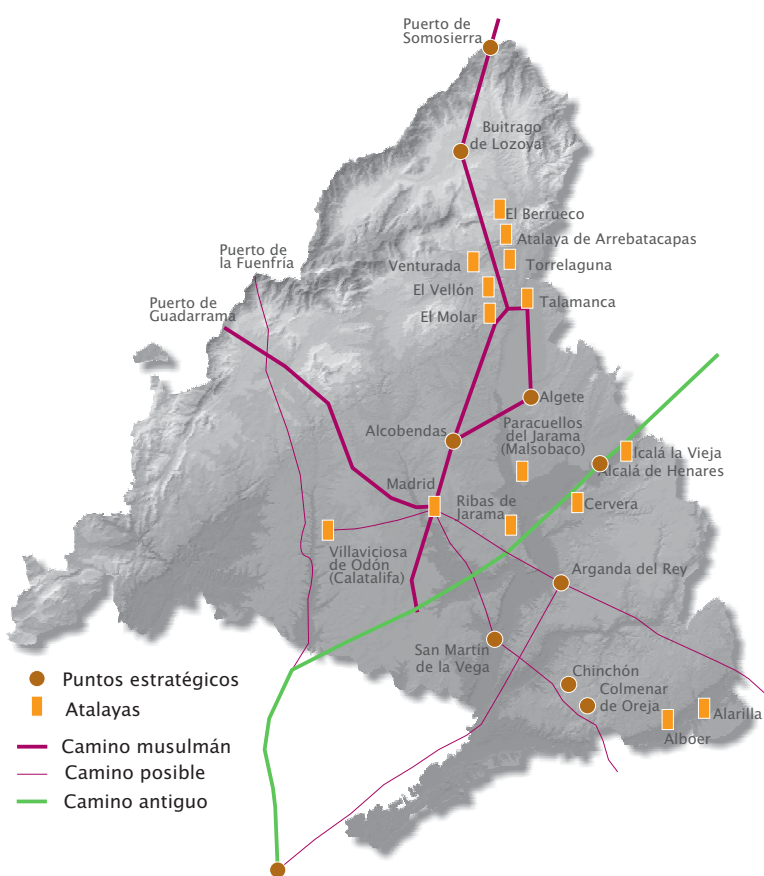 Puerto de
Somosierra
Buitrago
de Lozoya
El Berrueco
Atalaya de Arrebatacapas
Puerto de
la Fuenfría
Venturada
Torrelaguna
El Vellón
Talamanca
Puerto de
Guadarrama
El Molar
Algete
Alcobendas
Paracuellos
del Jarama
(Malsobaco)
lcalá la Vieja
Alcalá de Henares
Madrid
Ribas de
Jarama
Cervera
Villaviciosa
de Odón
(Calatalifa)
Arganda del Rey
San Martín
de la Vega
Chinchón
Colmenar
de Oreja
Alarilla
Alboer
Puntos estratégicos
Atalayas
Camino musulmán
Camino posible
Camino antiguo